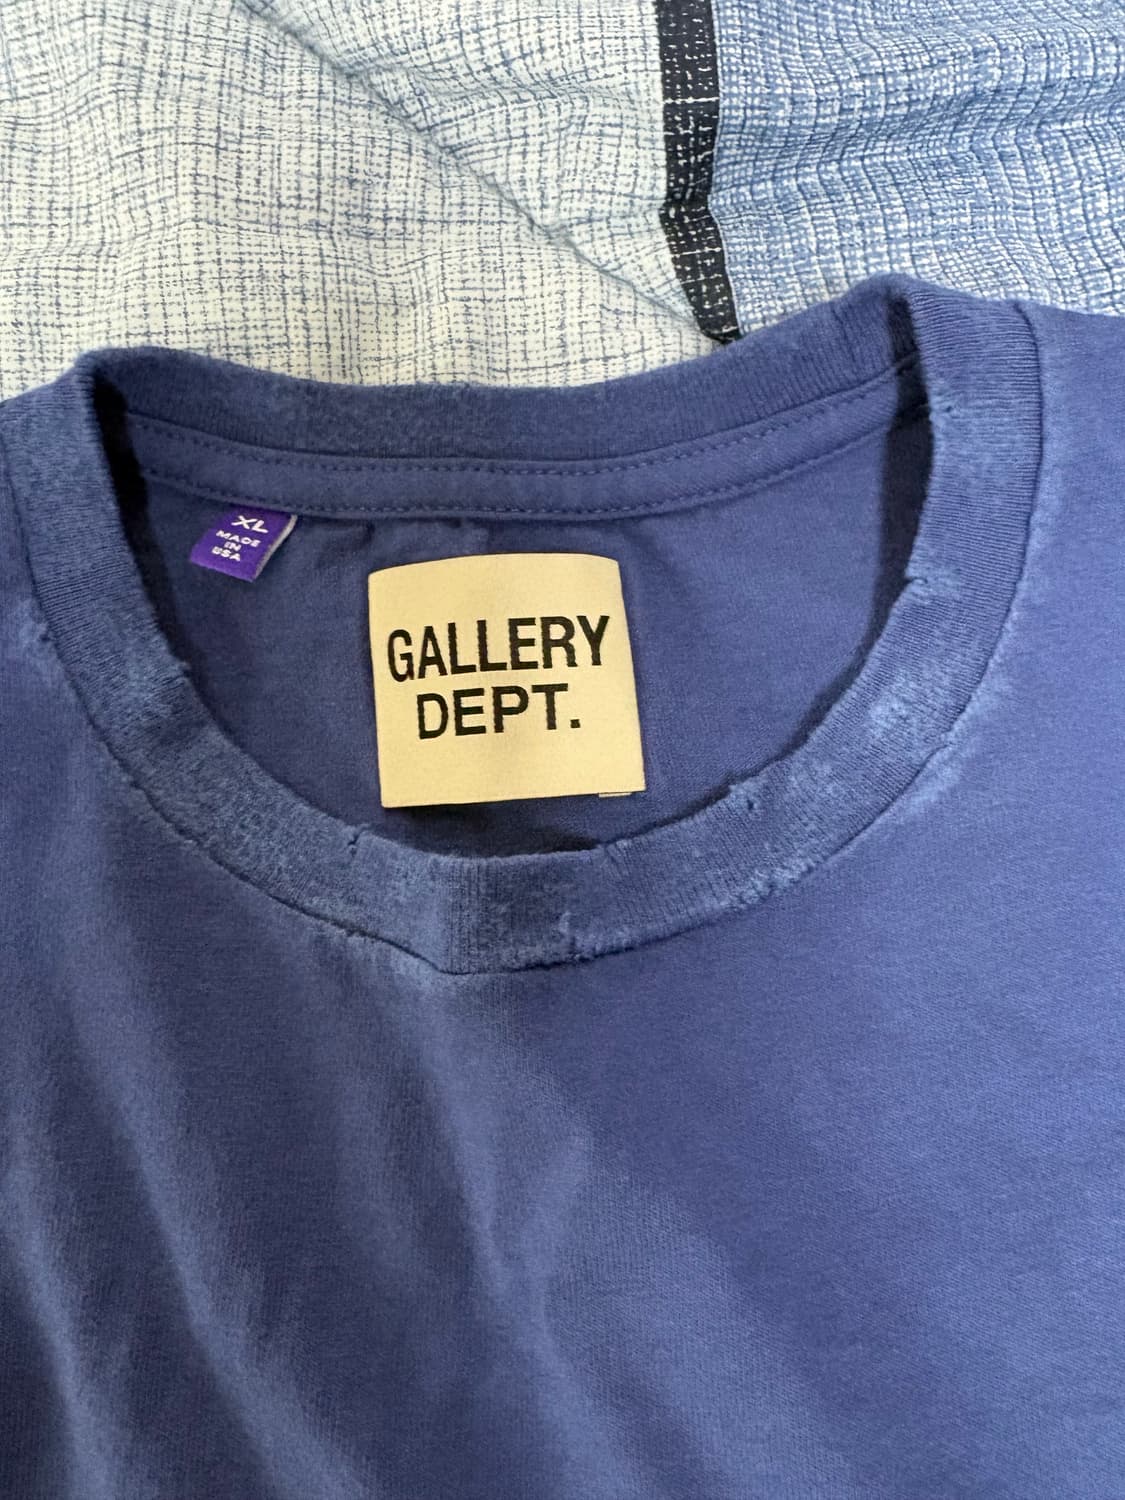 XL
MADE
IN
USA
GALLERY
DEPT.